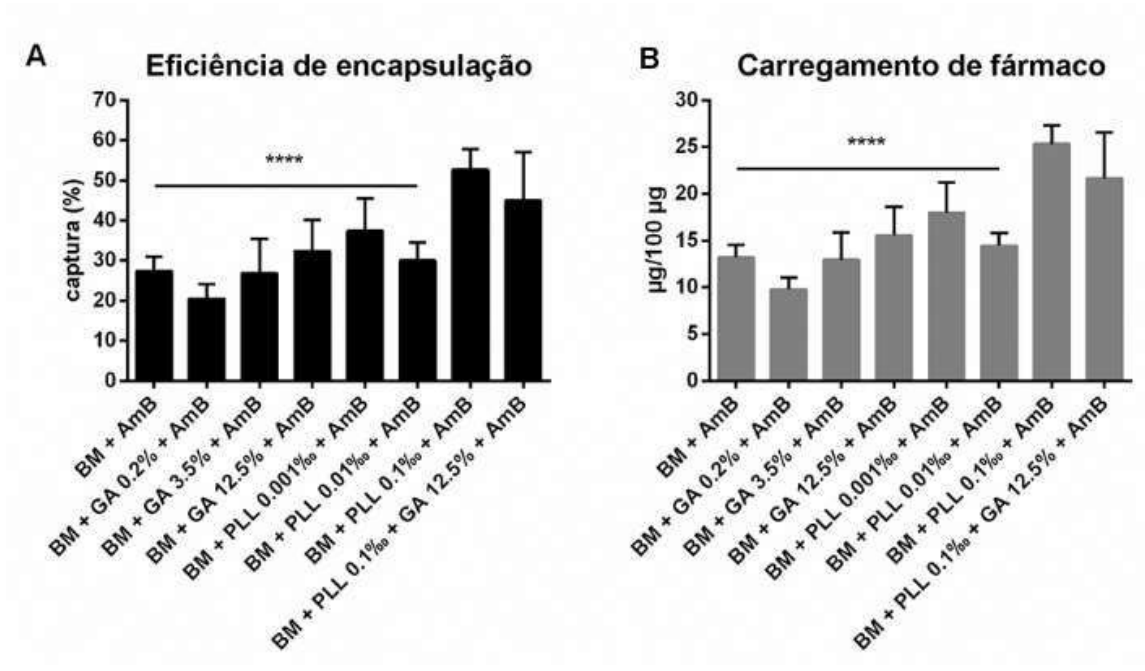 A
Eficiência de encapsulação
captura (%)
70
60
50
40
30
20
10
0
****
BM + AmB
BM + GA 0.2% + AmB
BM + GA 3.5% + AmB
BM + GA 12.5% + AmB
BM + PLL 0.001‰ + AmB
BM + PLL 0.01‰ + AmB
BM + PLL 0.1‰ + AmB
BM + PLL 0.1‰ + GA 12.5% + AmB
B
Carregamento de fármaco
µg/100 µg
30
25
20
15
10
5
0
****
BM + AmB
BM + GA 0.2% + AmB
BM + GA 3.5% + AmB
BM + GA 12.5% + AmB
BM + PLL 0.001‰ + AmB
BM + PLL 0.01‰ + AmB
BM + PLL 0.1‰ + AmB
BM + PLL 0.1‰ + GA 12.5% + AmB